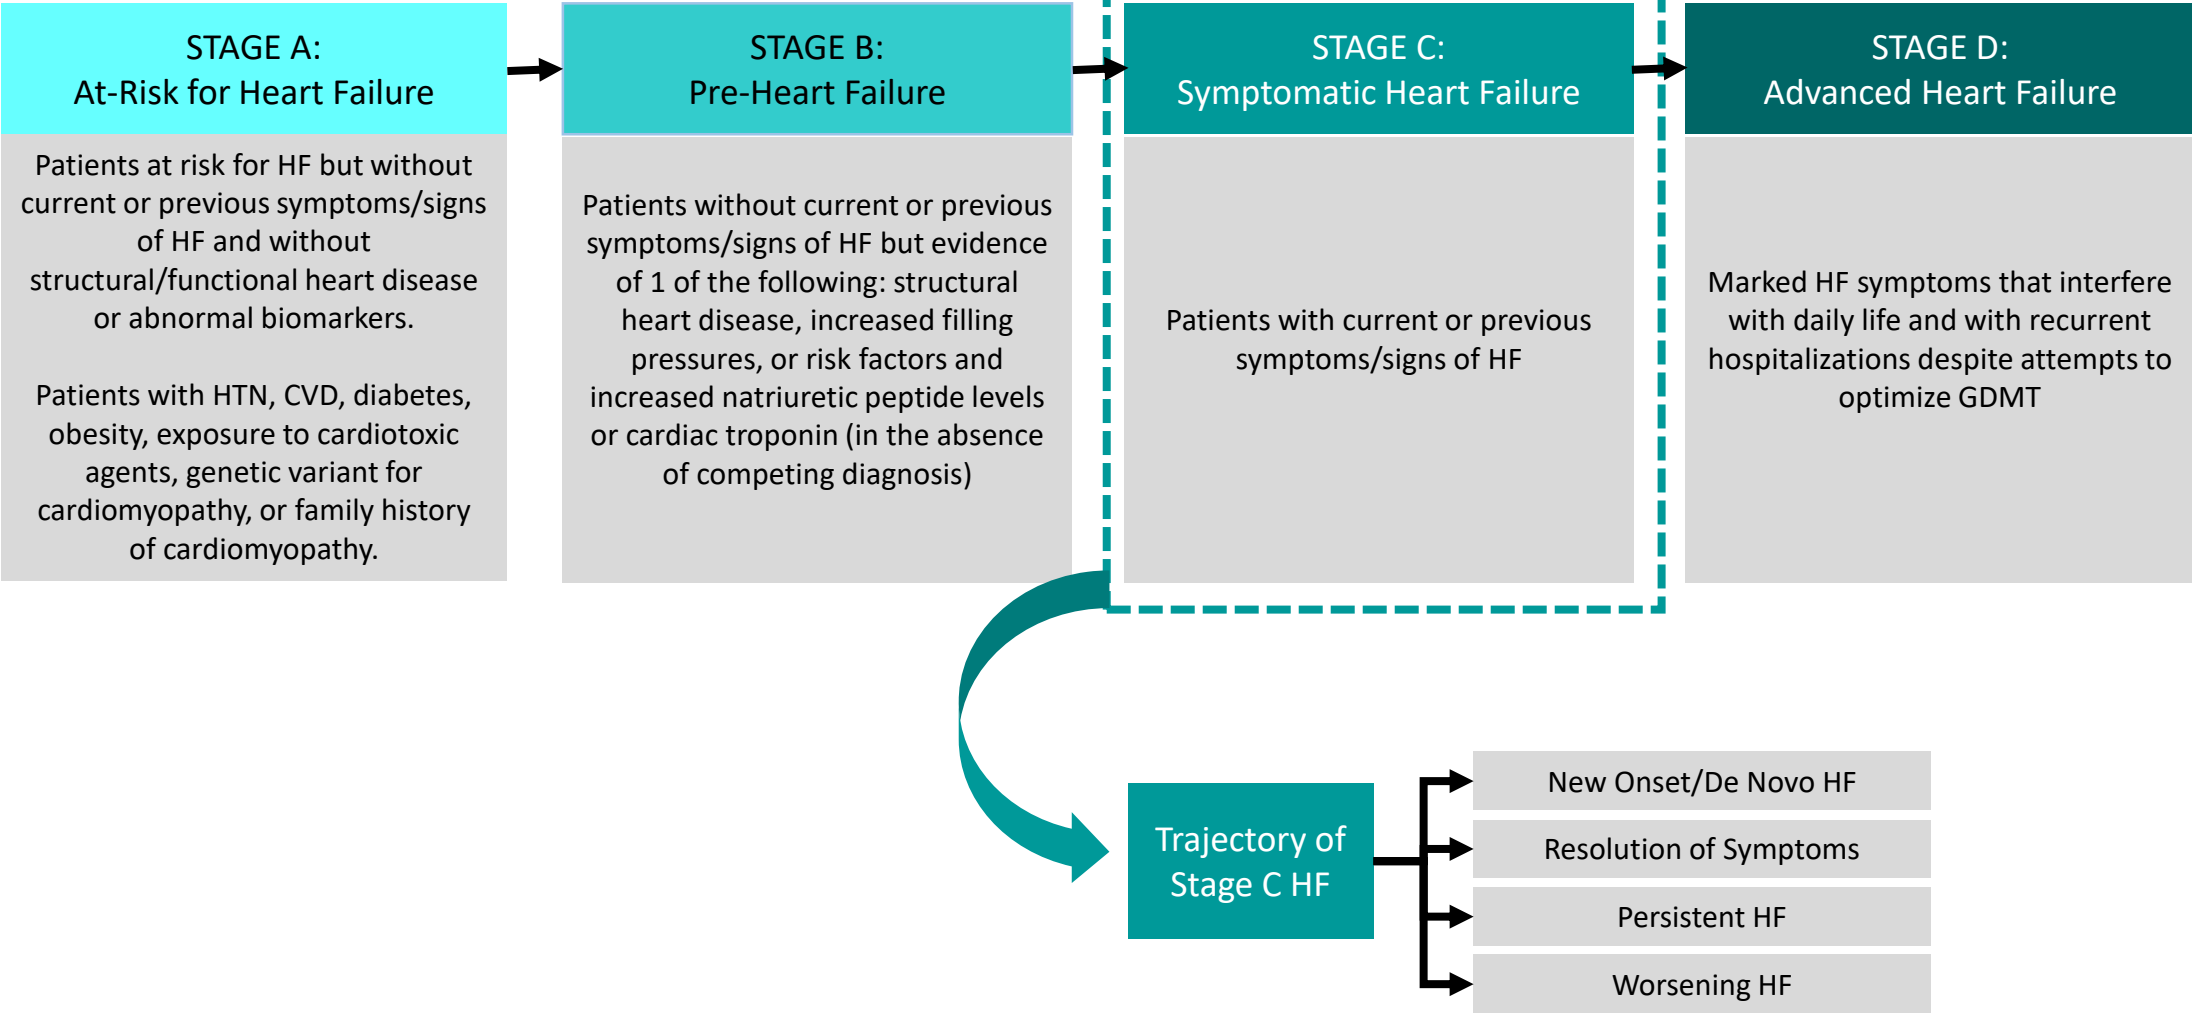 STAGE A:
At-Risk for Heart Failure
Patients at risk for HF but without
current or previous symptoms/signs
of HF and without
structural/functional heart disease
or abnormal biomarkers.
Patients with HTN, CVD, diabetes,
obesity, exposure to cardiotoxic
agents, genetic variant for
cardiomyopathy, or family history
of cardiomyopathy.
STAGE B:
Pre-Heart Failure
Patients without current or previous
symptoms/signs of HF but evidence
of 1 of the following: structural
heart disease, increased filling
pressures, or risk factors and
increased natriuretic peptide levels
or cardiac troponin (in the absence
of competing diagnosis)
STAGE C:
Symptomatic Heart Failure
Patients with current or previous
symptoms/signs of HF
STAGE D:
Advanced Heart Failure
Marked HF symptoms that interfere
with daily life and with recurrent
hospitalizations despite attempts to
optimize GDMT
Trajectory of
Stage C HF
New Onset/De Novo HF
Resolution of Symptoms
Persistent HF
Worsening HF